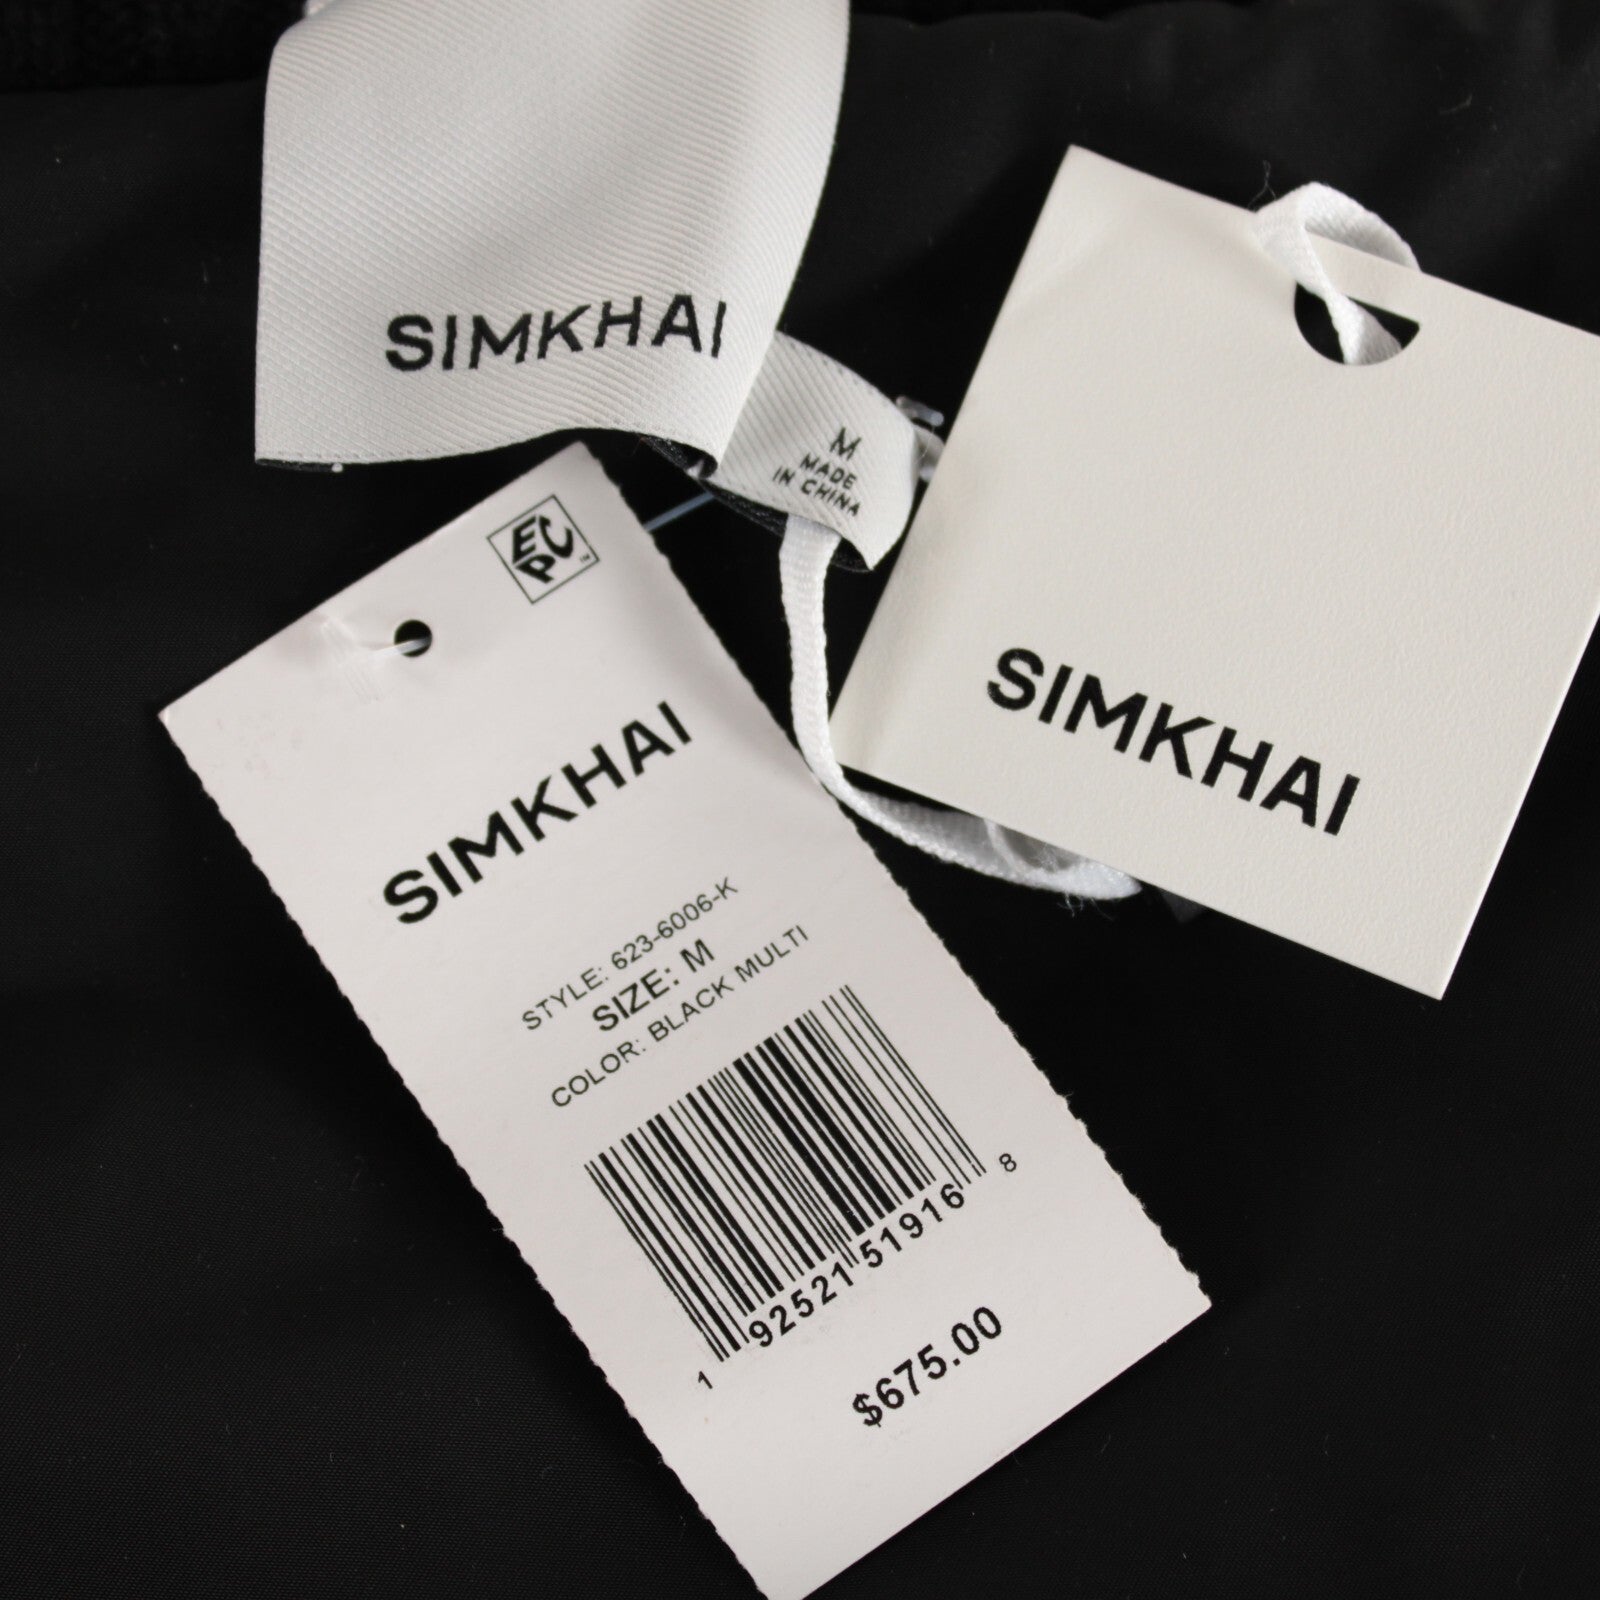 SIMKHAI
M
MADE
IN CHINA
SIMKHAI
EPC
SIMKHAI
STYLE: 623-6006-K
SIZE: M
COLOR: BLACK MULTI
1 92521 51916 8
$675.00